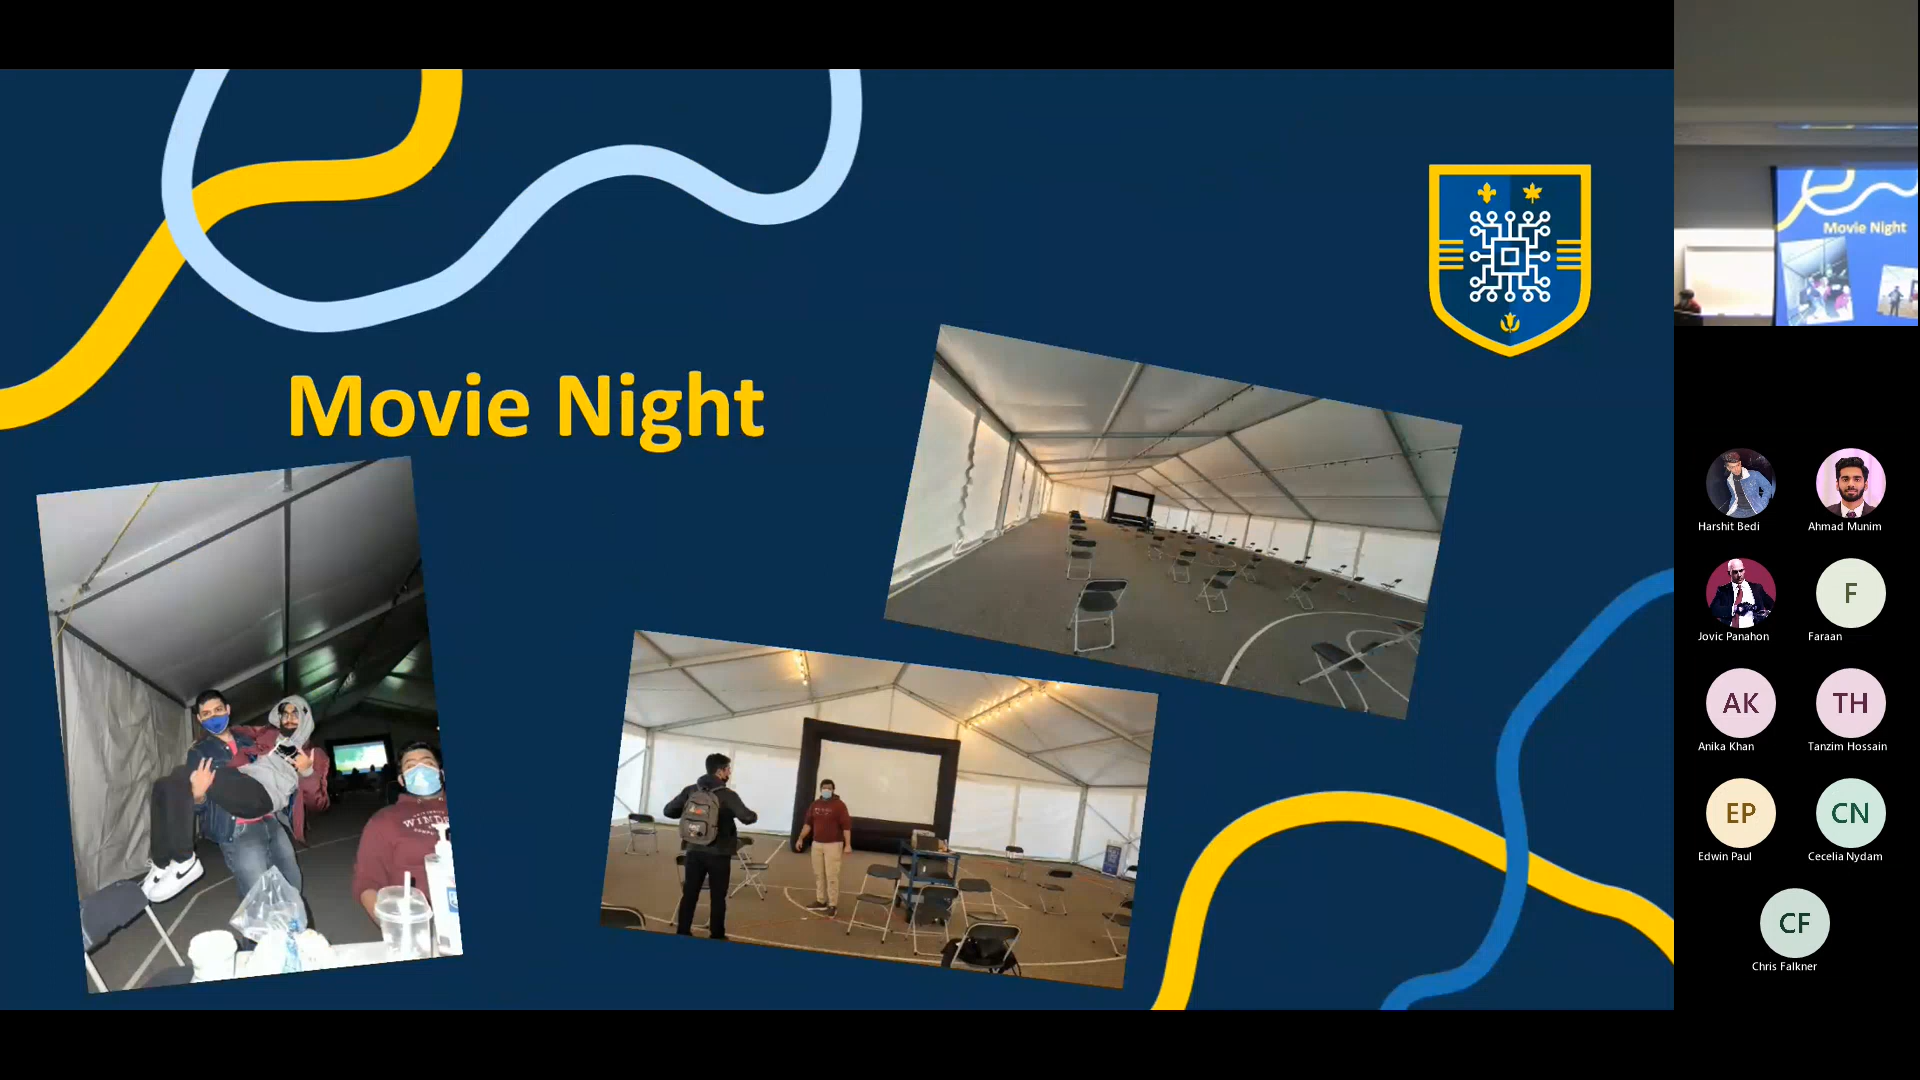 Movie Night
WINDS
Movie Night
Harshit Bedi
Ahmad Munim
Jovic Panahon
F
Faraan
AK
Anika Khan
TH
Tanzim Hossain
EP
Edwin Paul
CN
Cecelia Nydam
CF
Chris Falkner